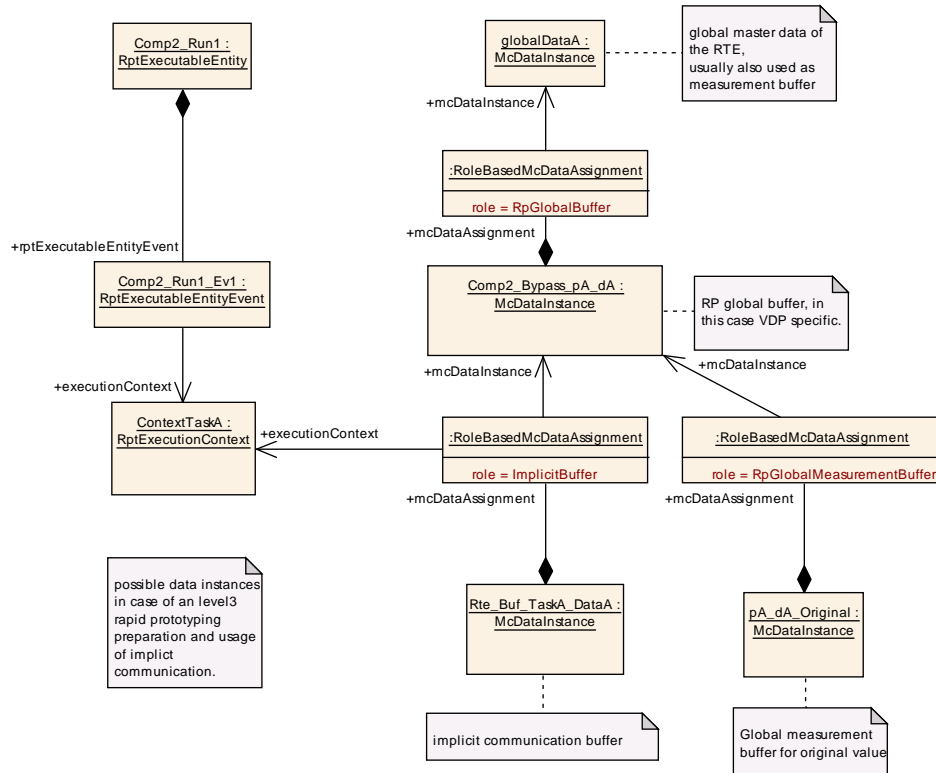 Comp2_Run1 :
RptExecutableEntity
globalDataA :
McDataInstance
global master data of
the RTE,
usually also used as
measurement buffer
+mcDataInstance
:RoleBasedMcDataAssignment
role = RpGlobalBuffer
+mcDataAssignment
+rptExecutableEntityEvent
Comp2_Run1_Ev1 :
RptExecutableEntityEvent
Comp2_Bypass_pA_dA :
McDataInstance
RP global buffer, in
this case VDP specific.
+mcDataInstance
+mcDataInstance
+executionContext
ContextTaskA :
RptExecutionContext
+executionContext
:RoleBasedMcDataAssignment
role = ImplicitBuffer
:RoleBasedMcDataAssignment
role = RpGlobalMeasurementBuffer
+mcDataAssignment
+mcDataAssignment
possible data instances
in case of an level3
rapid prototyping
preparation and usage
of implict
communication.
Rte_Buf_TaskA_DataA :
McDataInstance
pA_dA_Original :
McDataInstance
implicit communication buffer
Global measurement
buffer for original value